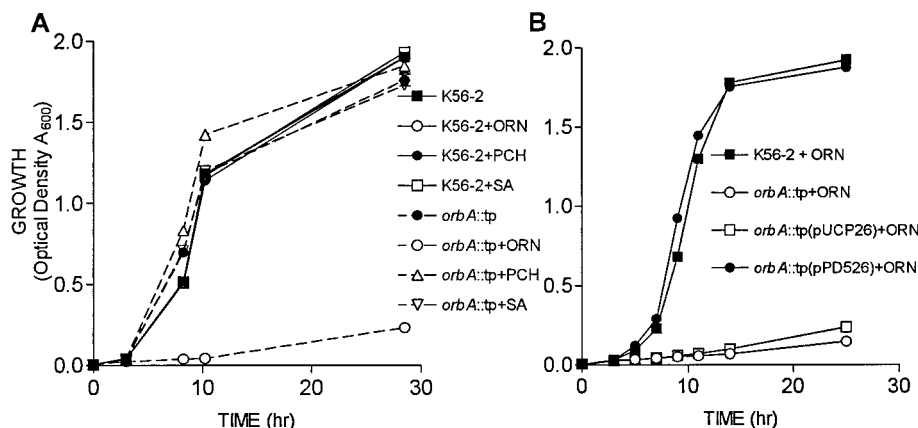 A
GROWTH
(Optical Density A600)
2.0
1.5
1.0
0.5
0.0
0
10
20
30
TIME (hr)
K56-2
K56-2+ORN
K56-2+PCH
K56-2+SA
orbA::tp
orbA::tp+ORN
orbA::tp+PCH
orbA::tp+SA
B
2.0
1.5
1.0
0.5
0.0
0
10
20
30
TIME (hr)
K56-2 + ORN
orbA::tp+ORN
orbA::tp(pUCP26)+ORN
orbA::tp(pPD526)+ORN